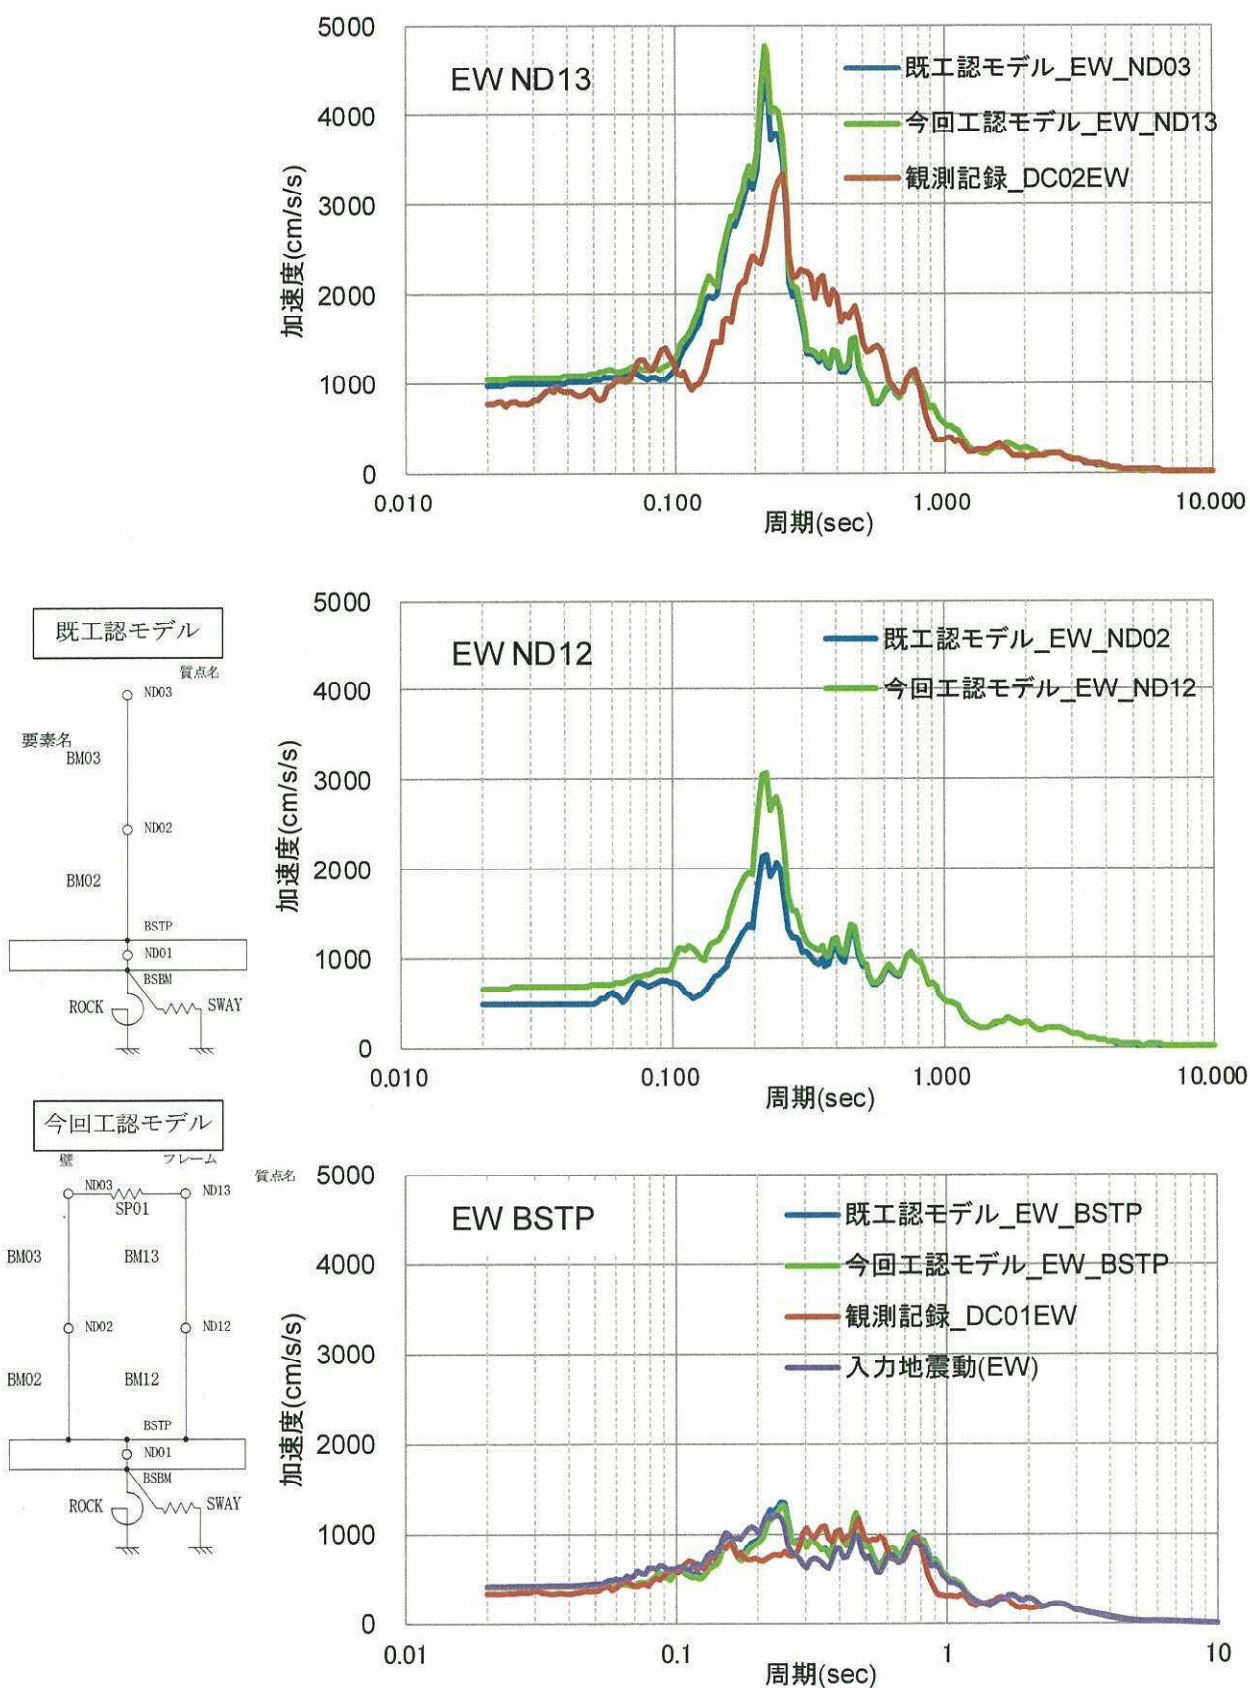 5000
4000
3000
2000
1000
0
加速度(cm/s/s)
EW ND13
既工認モデル_EW_ND03
今回工認モデル_EW_ND13
観測記録_DC02EW
0.010
0.100
1.000
10.000
周期(sec)
既工認モデル
質点名
ND03
要素名
BM03
ND02
BM02
BSTP
ND01
BSBM
ROCK
SWAY
5000
4000
3000
2000
1000
0
加速度(cm/s/s)
EW ND12
既工認モデル_EW_ND02
今回工認モデル_EW_ND12
0.010
0.100
1.000
10.000
周期(sec)
今回工認モデル
壁
フレーム
質点名
ND03
ND13
SP01
BM03
BM13
ND02
ND12
BM02
BM12
BSTP
ND01
BSBM
ROCK
SWAY
5000
4000
3000
2000
1000
0
加速度(cm/s/s)
EW BSTP
既工認モデル_EW_BSTP
今回工認モデル_EW_BSTP
観測記録_DC01EW
入力地震動(EW)
0.01
0.1
1
10
周期(sec)